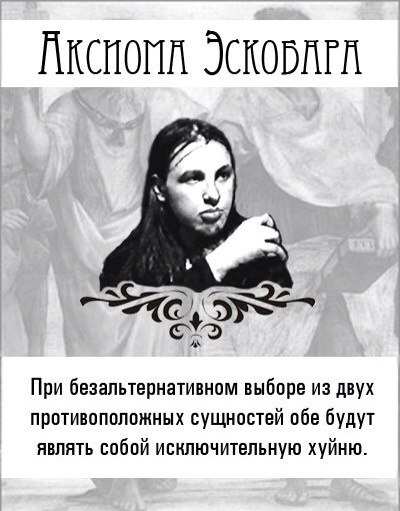 Аксиома Эскобара
При безальтернативном выборе из двух
противоположных сущностей обе будут
являть собой исключительную хуйню.